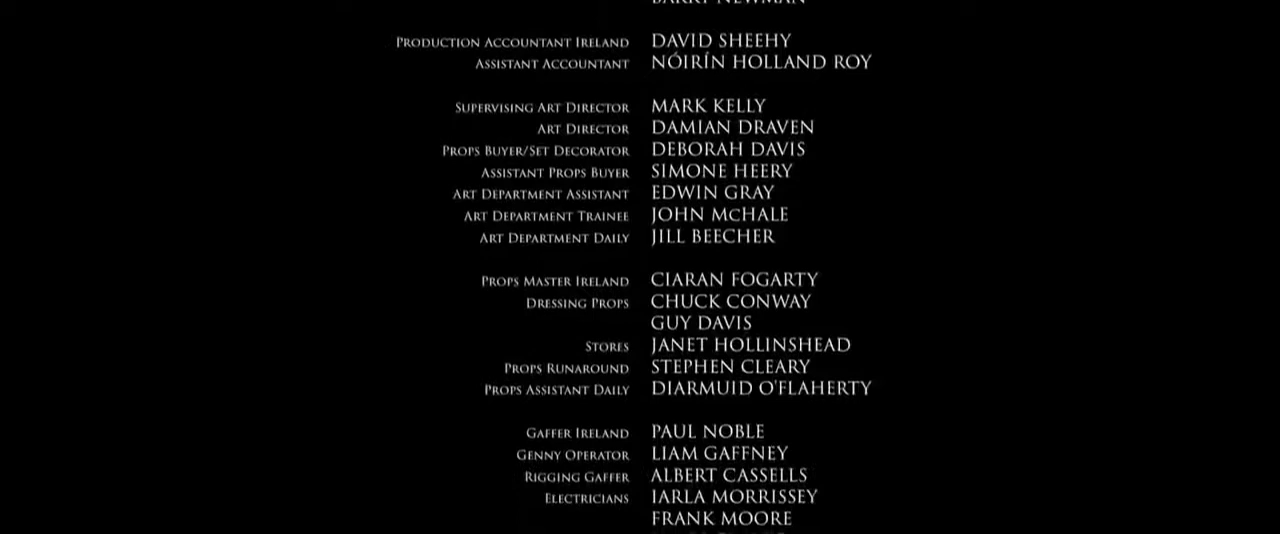 BARRY NEWMAN
PRODUCTION ACCOUNTANT IRELAND DAVID SHEEHY
ASSISTANT ACCOUNTANT NÓIRÍN HOLLAND ROY
SUPERVISING ART DIRECTOR MARK KELLY
ART DIRECTOR DAMIAN DRAVEN
PROPS BUYER/SET DECORATOR DEBORAH DAVIS
ASSISTANT PROPS BUYER SIMONE HEERY
ART DEPARTMENT ASSISTANT EDWIN GRAY
ART DEPARTMENT TRAINEE JOHN McHALE
ART DEPARTMENT DAILY JILL BEECHER
PROPS MASTER IRELAND CIARAN FOGARTY
DRESSING PROPS CHUCK CONWAY
GUY DAVIS
STORES JANET HOLLINSHEAD
PROPS RUNAROUND STEPHEN CLEARY
PROPS ASSISTANT DAILY DIARMUID O'FLAHERTY
GAFFER IRELAND PAUL NOBLE
GENNY OPERATOR LIAM GAFFNEY
RIGGING GAFFER ALBERT CASSELLS
ELECTRICIANS IARLA MORRISSEY
FRANK MOORE